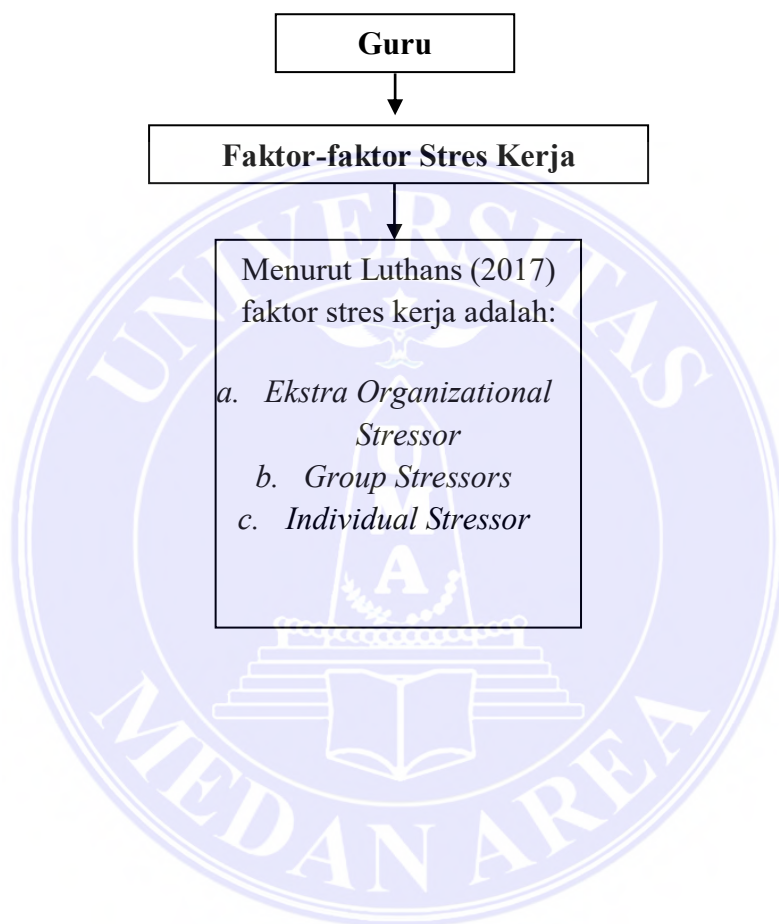 Guru
Faktor-faktor Stres Kerja
Menurut Luthans (2017)
faktor stres kerja adalah:
a. Ekstra Organizational
Stressor
b. Group Stressors
c. Individual Stressor
UNIVERSITAS
U
M
A
MEDAN AREA